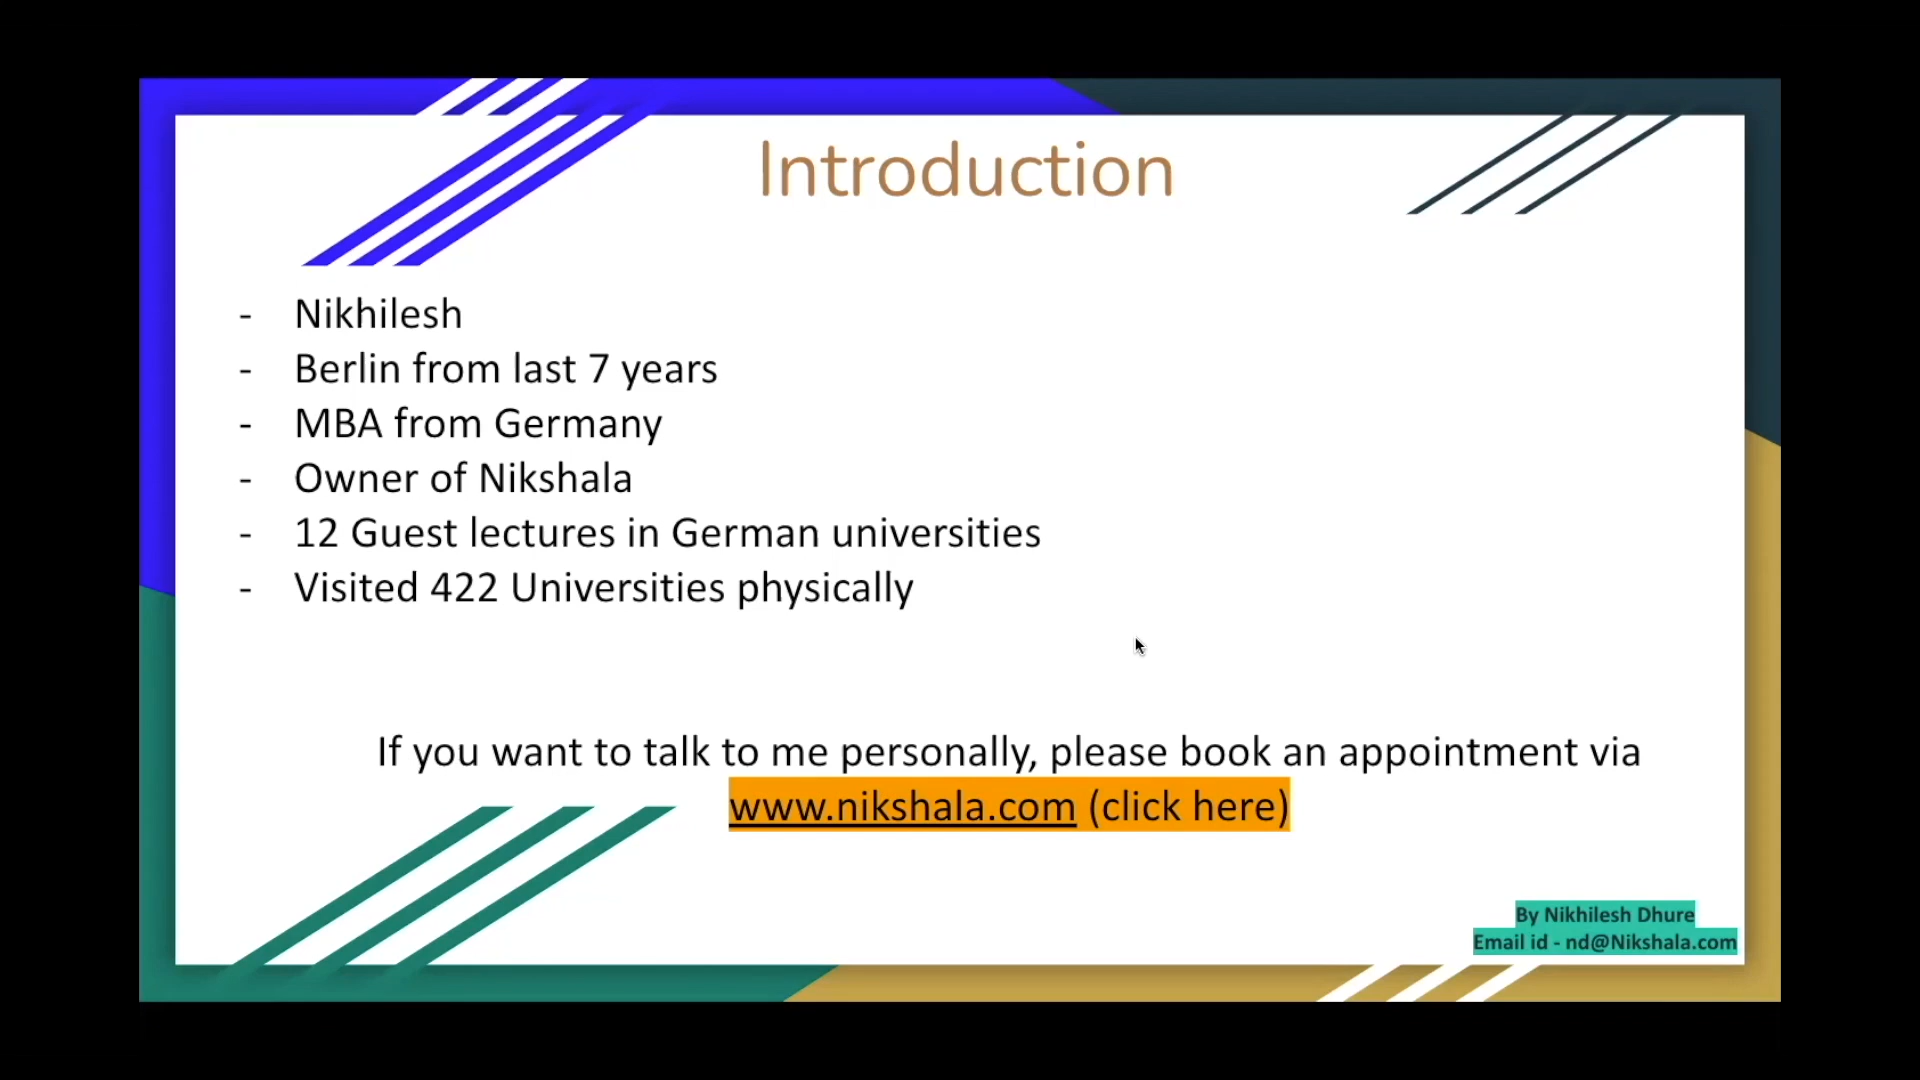 Introduction
- Nikhilesh
- Berlin from last 7 years
- MBA from Germany
- Owner of Nikshala
- 12 Guest lectures in German universities
- Visited 422 Universities physically
If you want to talk to me personally, please book an appointment via
www.nikshala.com (click here)
By Nikhilesh Dhure
Email id - nd@Nikshala.com